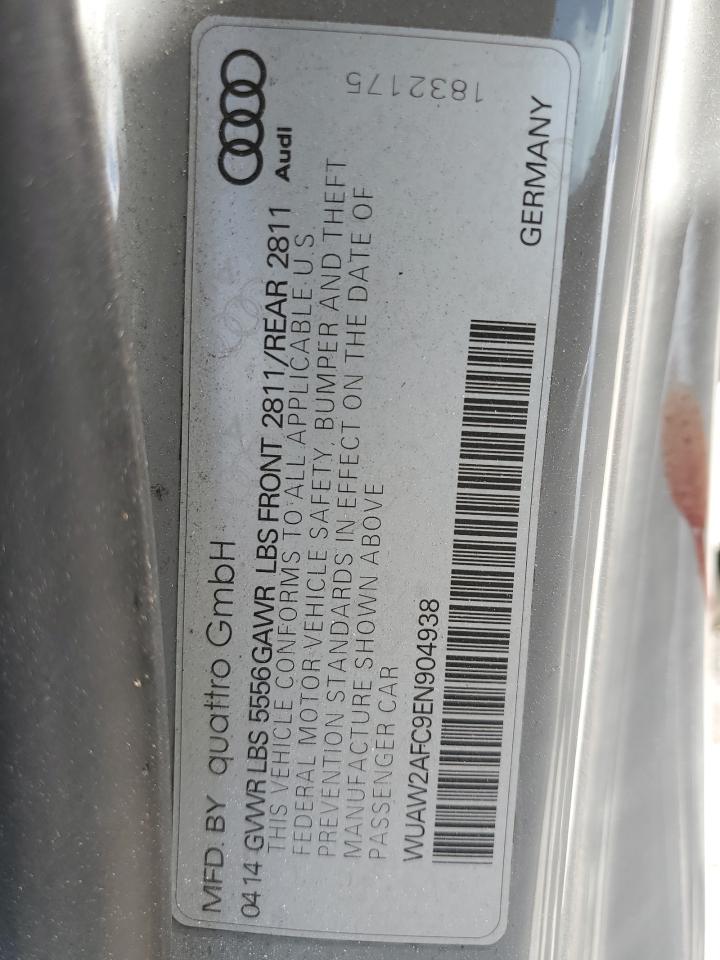 Audi
1832175
MFD. BY quattro GmbH
04 14 GVWR LBS 5556 GAWR LBS FRONT 2811/REAR 2811
THIS VEHICLE CONFORMS TO ALL APPLICABLE U S
FEDERAL MOTOR VEHICLE SAFETY, BUMPER AND THEFT
PREVENTION STANDARDS IN EFFECT ON THE DATE OF
MANUFACTURE SHOWN ABOVE
PASSENGER CAR
WUAW2AFC9EN904938
GERMANY